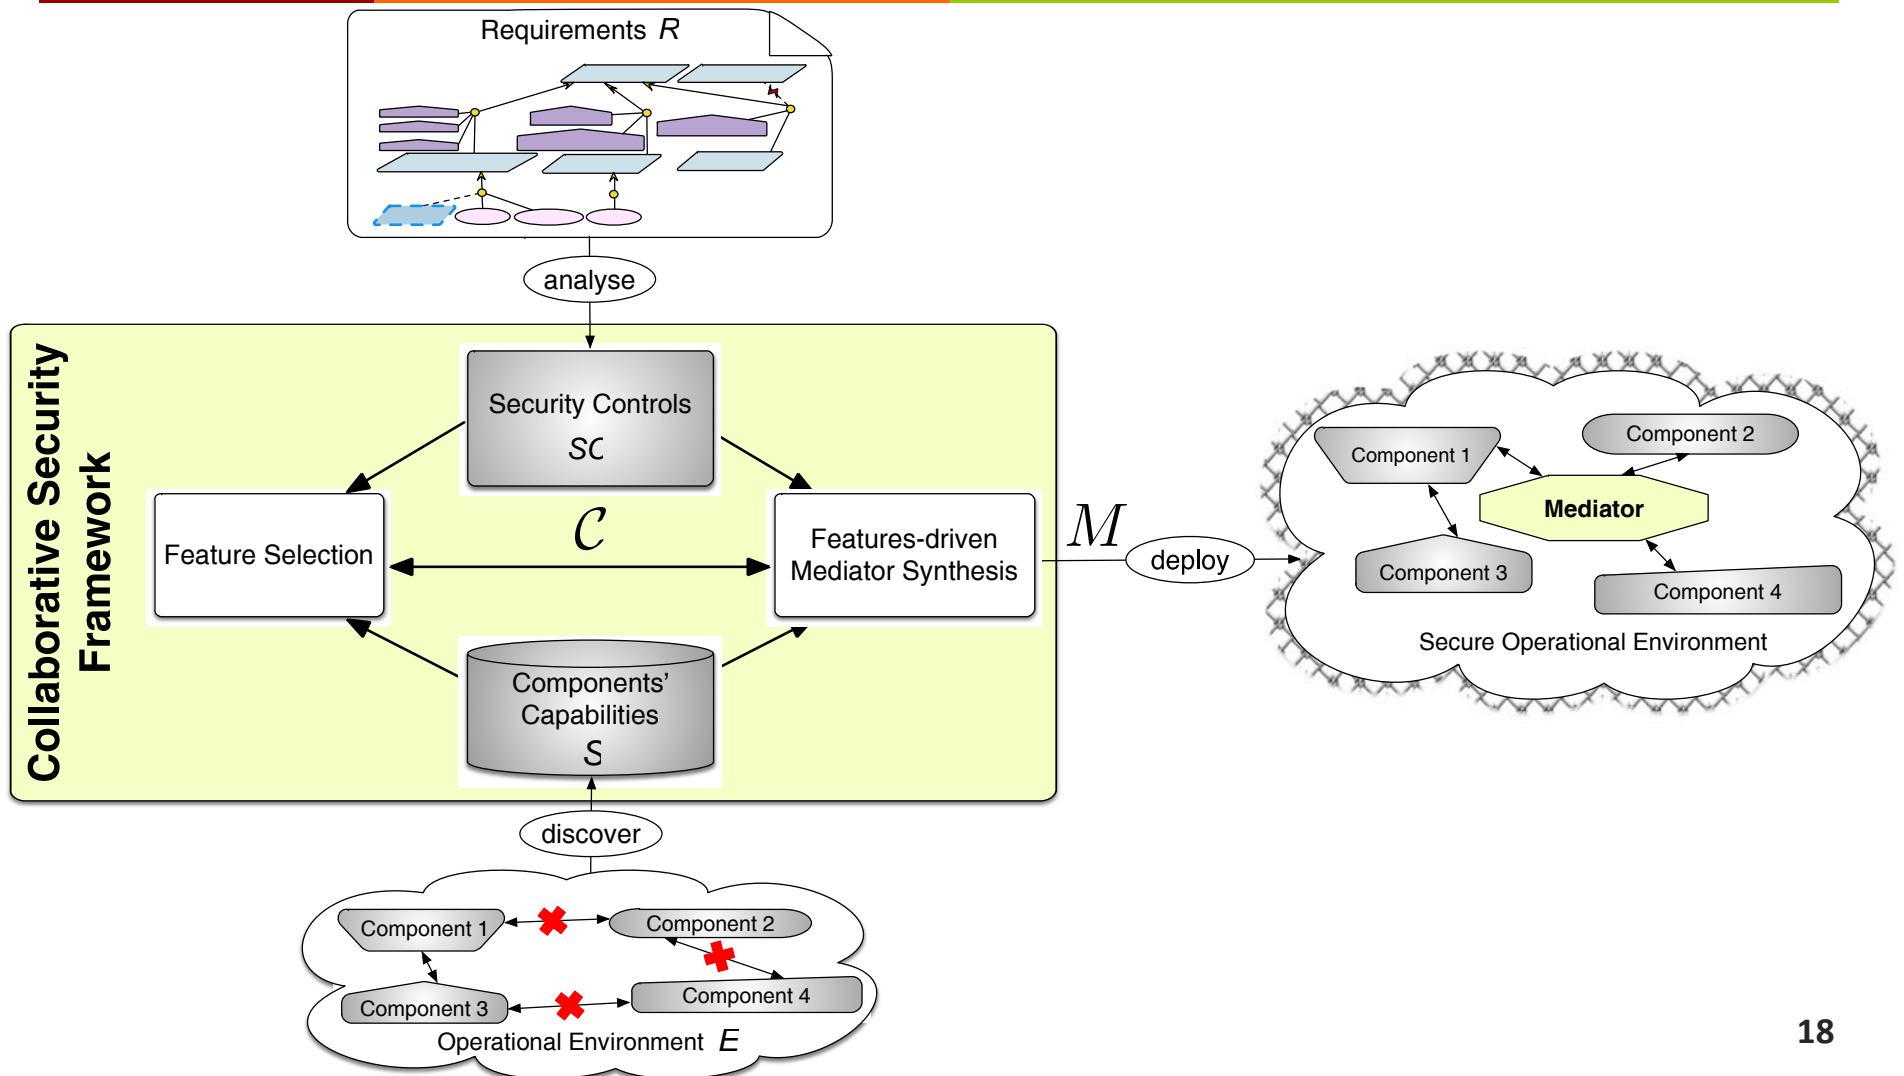 Requirements R
analyse
Collaborative Security
Framework
Security Controls
SC
Feature Selection
C
Features-driven
Mediator Synthesis
Components'
Capabilities
S
M
deploy
Component 1
Component 2
Mediator
Component 3
Component 4
Secure Operational Environment
discover
Component 1
Component 2
Component 3
Component 4
Operational Environment E
18